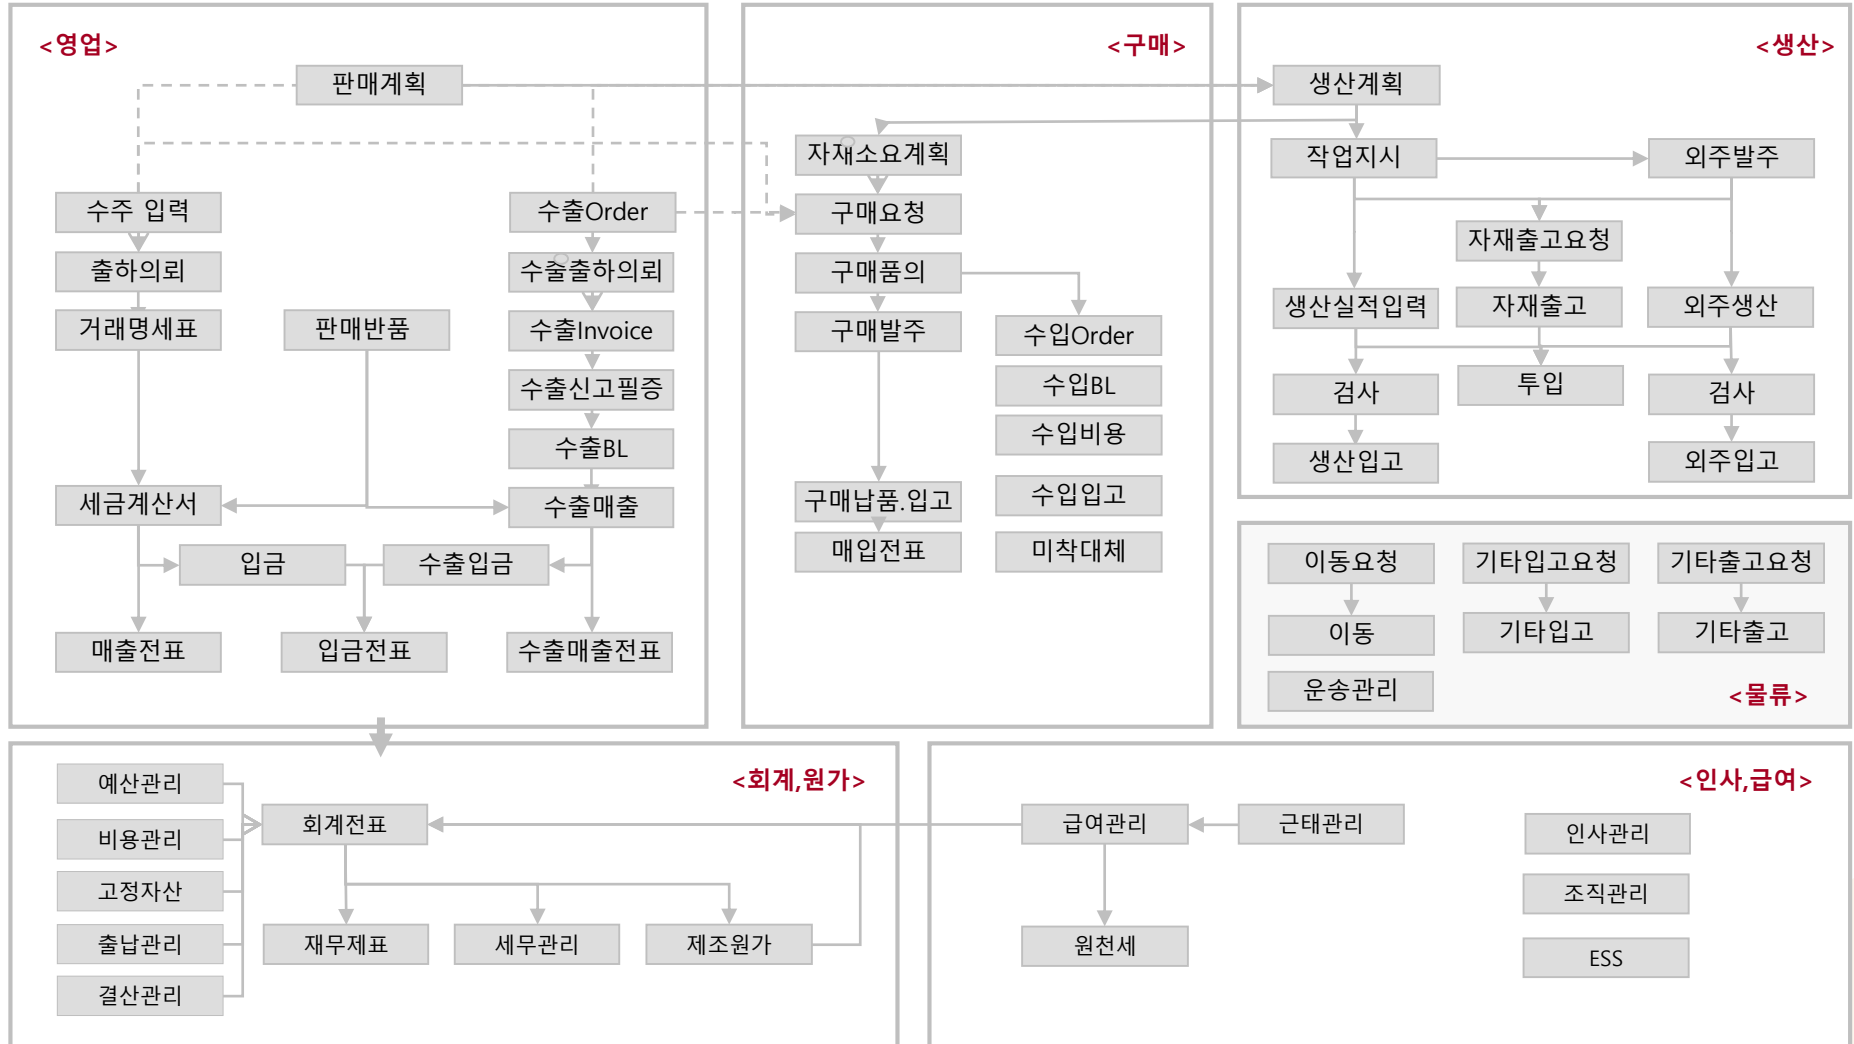 <영업>
판매계획
수주 입력
수출Order
출하의뢰
수출출하의뢰
거래명세표
판매반품
수출Invoice
수출신고필증
수출BL
세금계산서
수출매출
입금
수출입금
매출전표
입금전표
수출매출전표
<구매>
자재소요계획
구매요청
구매품의
구매발주
수입Order
수입BL
수입비용
구매납품.입고
수입입고
매입전표
미착대체
<생산>
생산계획
작업지시
외주발주
자재출고요청
생산실적입력
자재출고
외주생산
검사
투입
검사
생산입고
외주입고
이동요청
기타입고요청
기타출고요청
이동
기타입고
기타출고
운송관리
<물류>
<회계,원가>
예산관리
회계전표
비용관리
고정자산
출납관리
재무제표
세무관리
제조원가
결산관리
<인사,급여>
급여관리
근태관리
인사관리
조직관리
원천세
ESS